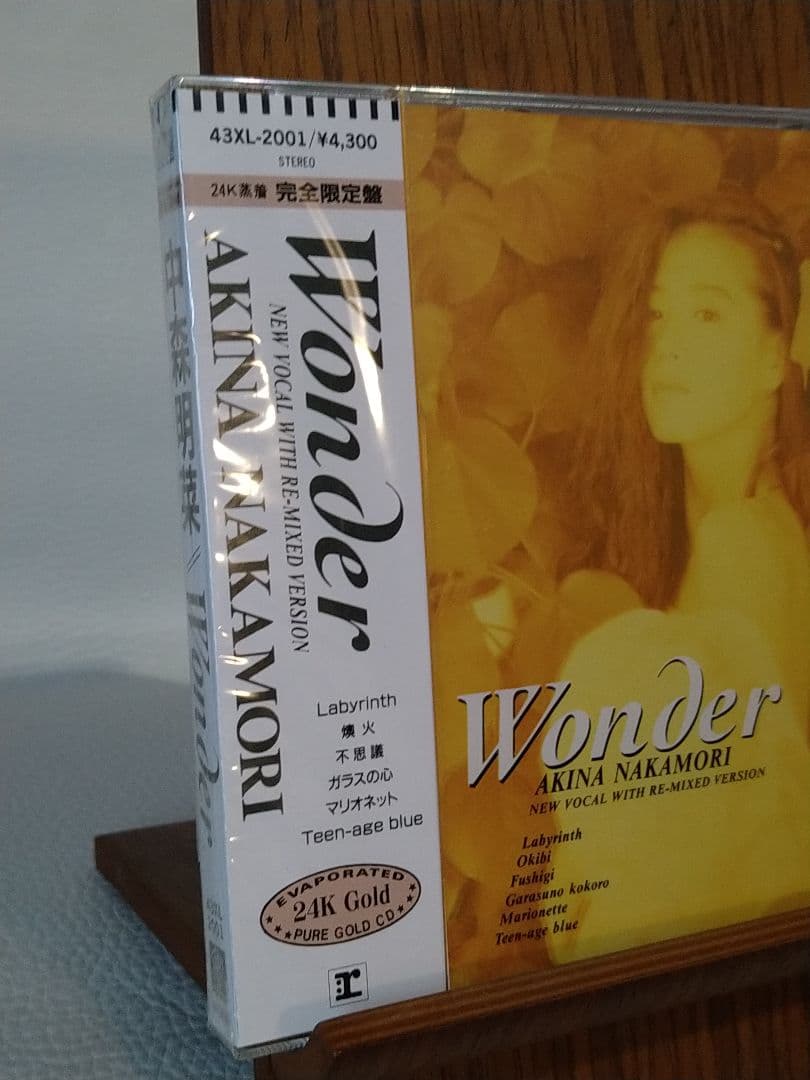 43XL-2001/¥4,300
STEREO
24K蒸着 完全限定盤
Wonder
NEW VOCAL WITH RE-MIXED VERSION
AKINA NAKAMORI
Labyrinth
燠火
不思議
ガラスの心
マリオネット
Teen-age blue
EVAPORATED
24K Gold
PURE GOLD CD
r
中森明菜//Wonder
43XL-2001
Wonder
AKINA NAKAMORI
NEW VOCAL WITH RE-MIXED VERSION
Labyrinth
Okibi
Fushigi
Garasuno kokoro
Marionette
Teen-age blue